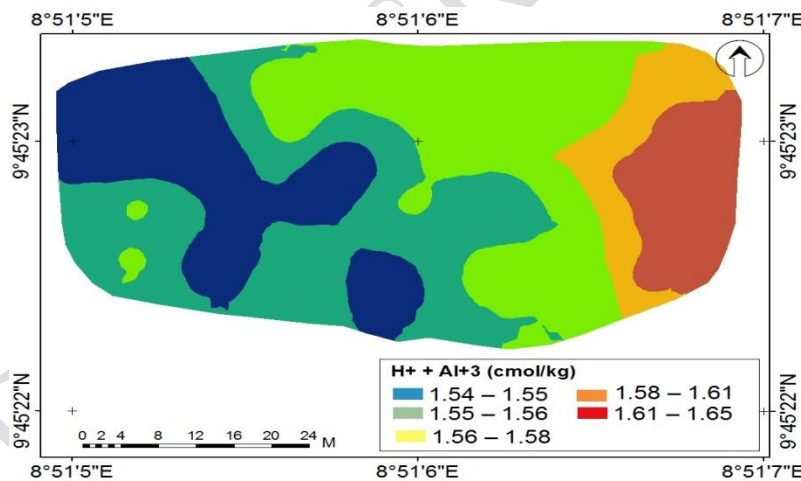 8°51'5"E 8°51'6"E 8°51'7"E
9°45'23"N 9°45'23"N
H+ + Al+3 (cmol/kg)
1.54 – 1.55 1.58 – 1.61
1.55 – 1.56 1.61 – 1.65
1.56 – 1.58
9°45'22"N 9°45'22"N
0 2 4 8 12 16 20 24 M
8°51'5"E 8°51'6"E 8°51'7"E